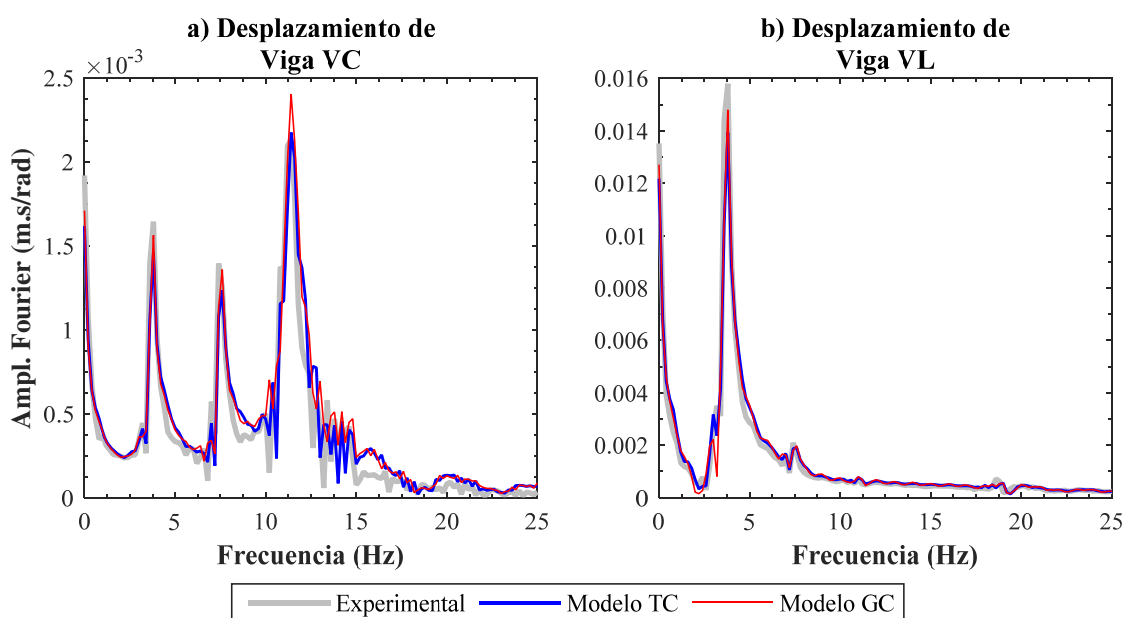 a) Desplazamiento de
Viga VC
×10-3
2.5
2
1.5
1
0.5
0
0 5 10 15 20 25
Ampl. Fourier (m.s/rad)
Frecuencia (Hz)
b) Desplazamiento de
Viga VL
0.016
0.014
0.012
0.01
0.008
0.006
0.004
0.002
0
0 5 10 15 20 25
Frecuencia (Hz)
Experimental Modelo TC Modelo GC